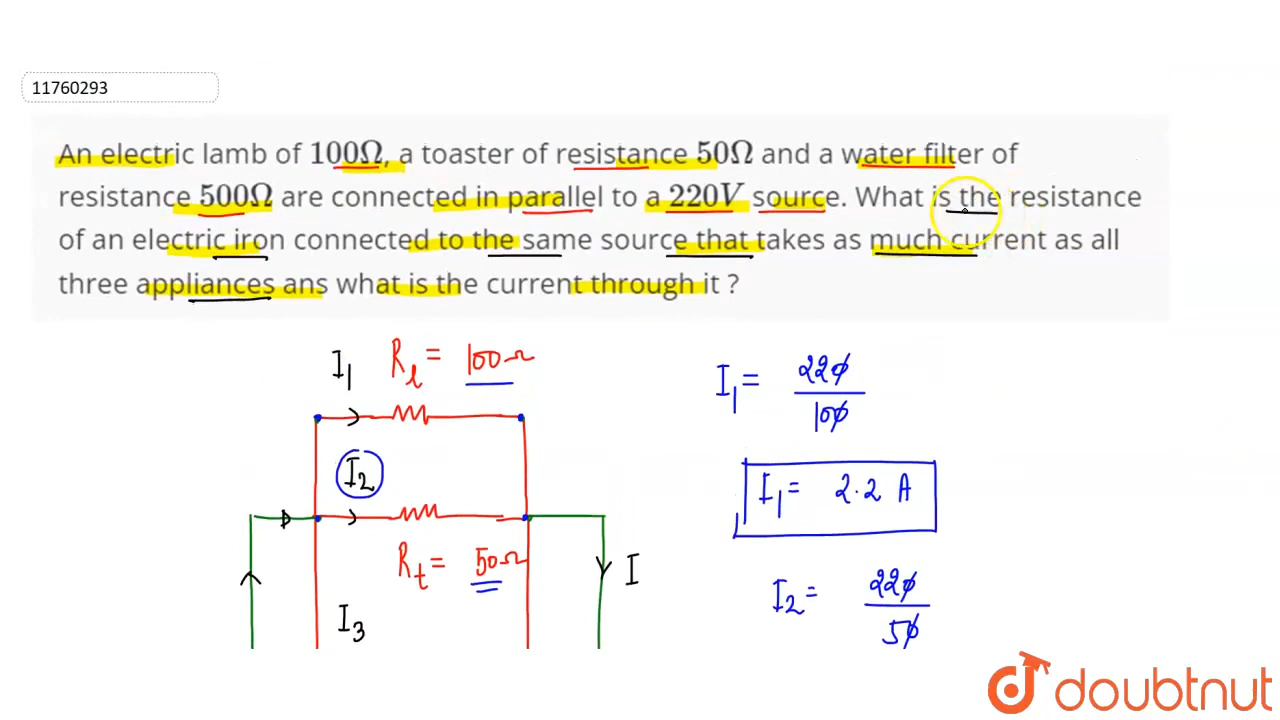 11760293
An electric lamb of 100Ω, a toaster of resistance 50Ω and a water filter of
resistance 500Ω are connected in parallel to a 220V source. What is the resistance
of an electric iron connected to the same source that takes as much current as all
three appliances ans what is the current through it ?
I₁ R_l = 100Ω
I₁ = 220/100
I₂
I₁ = 2.2 A
R_t = 50Ω
I
I₂ = 220/50
I₃
doubtnut